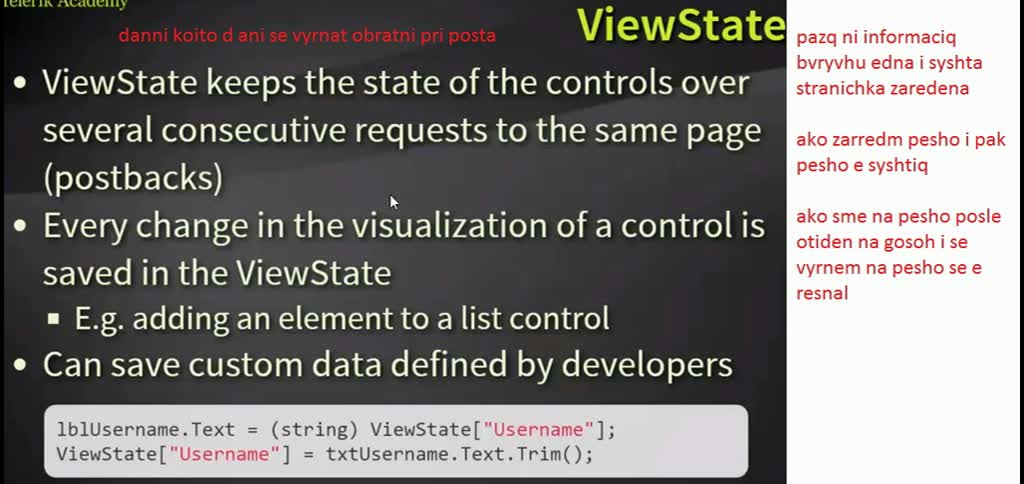 Telerik Academy
ViewState
danni koito d ani se vyrnat obratni pri posta
• ViewState keeps the state of the controls over
several consecutive requests to the same page
(postbacks)
• Every change in the visualization of a control is
saved in the ViewState
▪ E.g. adding an element to a list control
• Can save custom data defined by developers
lblUsername.Text = (string) ViewState["Username"];
ViewState["Username"] = txtUsername.Text.Trim();
pazq ni informaciq
bvryvhu edna i syshta
stranichka zaredena
ako zarredm pesho i pak
pesho e syshtiq
ako sme na pesho posle
otiden na gosoh i se
vyrnem na pesho se e
resnal